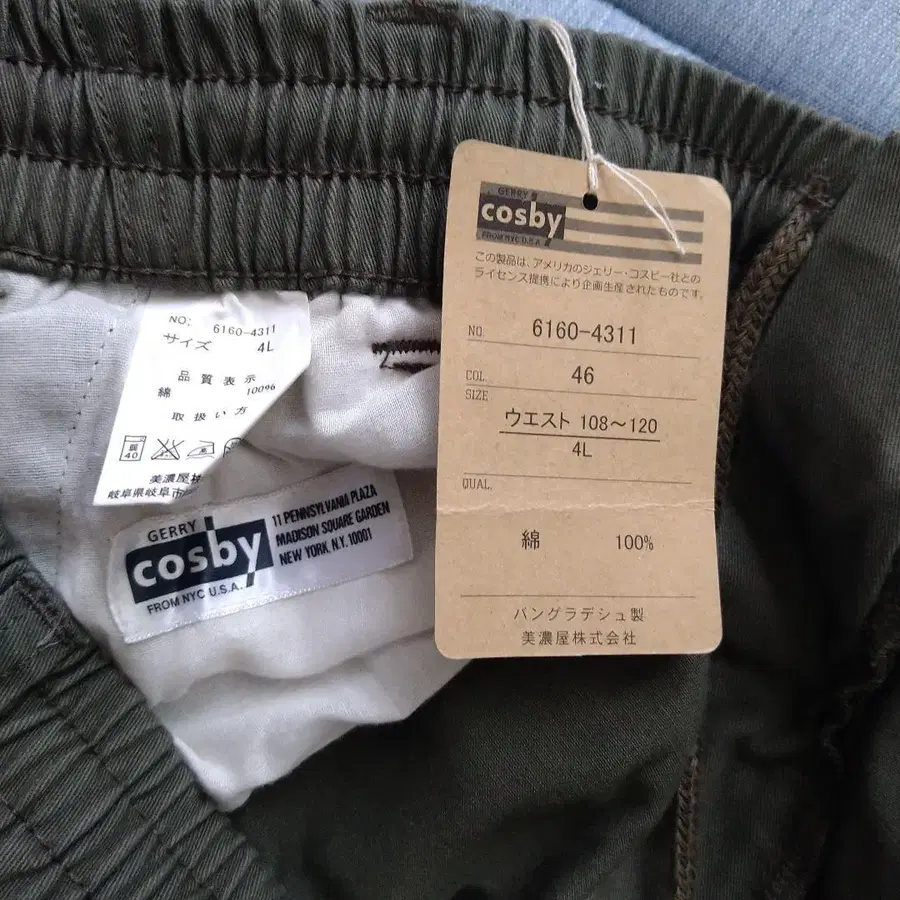 GERRY
cosby
FROM NYC U.S.A.
この製品は、アメリカのジェリー・コスビー社との
ライセンス提携により企画生産されたものです。
NO. 6160-4311
COL. 46
SIZE
ウエスト 108〜120
4L
QUAL.
綿 100%
バングラデシュ製
美濃屋株式会社
NO; 6160-4311
サイズ 4L
品質表示
綿 100%
取扱い方
40
美濃屋
岐阜県岐阜市
GERRY
cosby
FROM NYC U.S.A.
11 PENNSYLVANIA PLAZA
MADISON SQUARE GARDEN
NEW YORK, N.Y. 10001